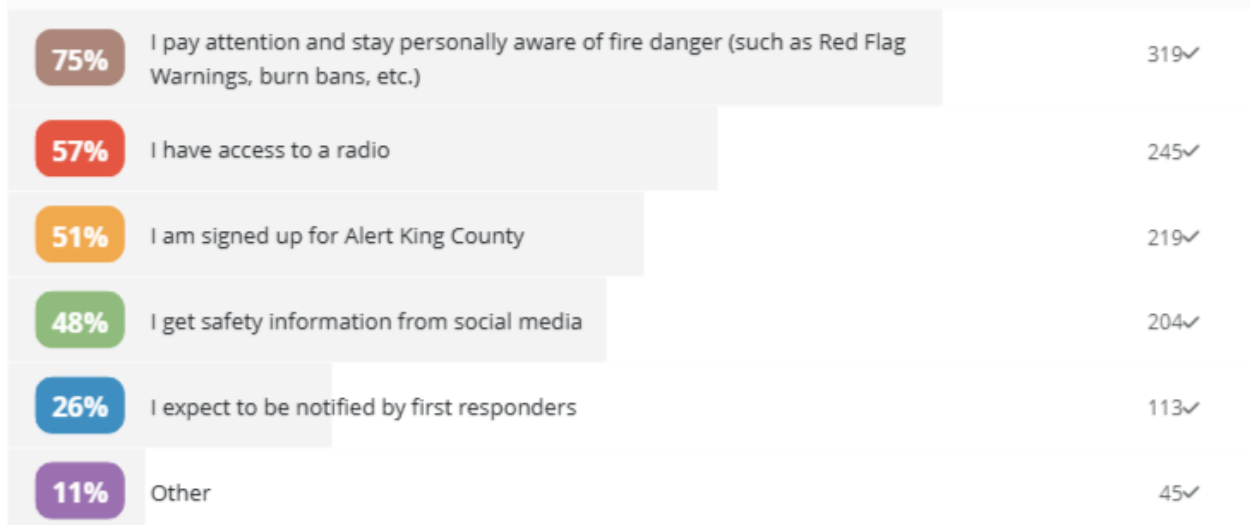 75% I pay attention and stay personally aware of fire danger (such as Red Flag 319✓
Warnings, burn bans, etc.)
57% I have access to a radio 245✓
51% I am signed up for Alert King County 219✓
48% I get safety information from social media 204✓
26% I expect to be notified by first responders 113✓
11% Other 45✓